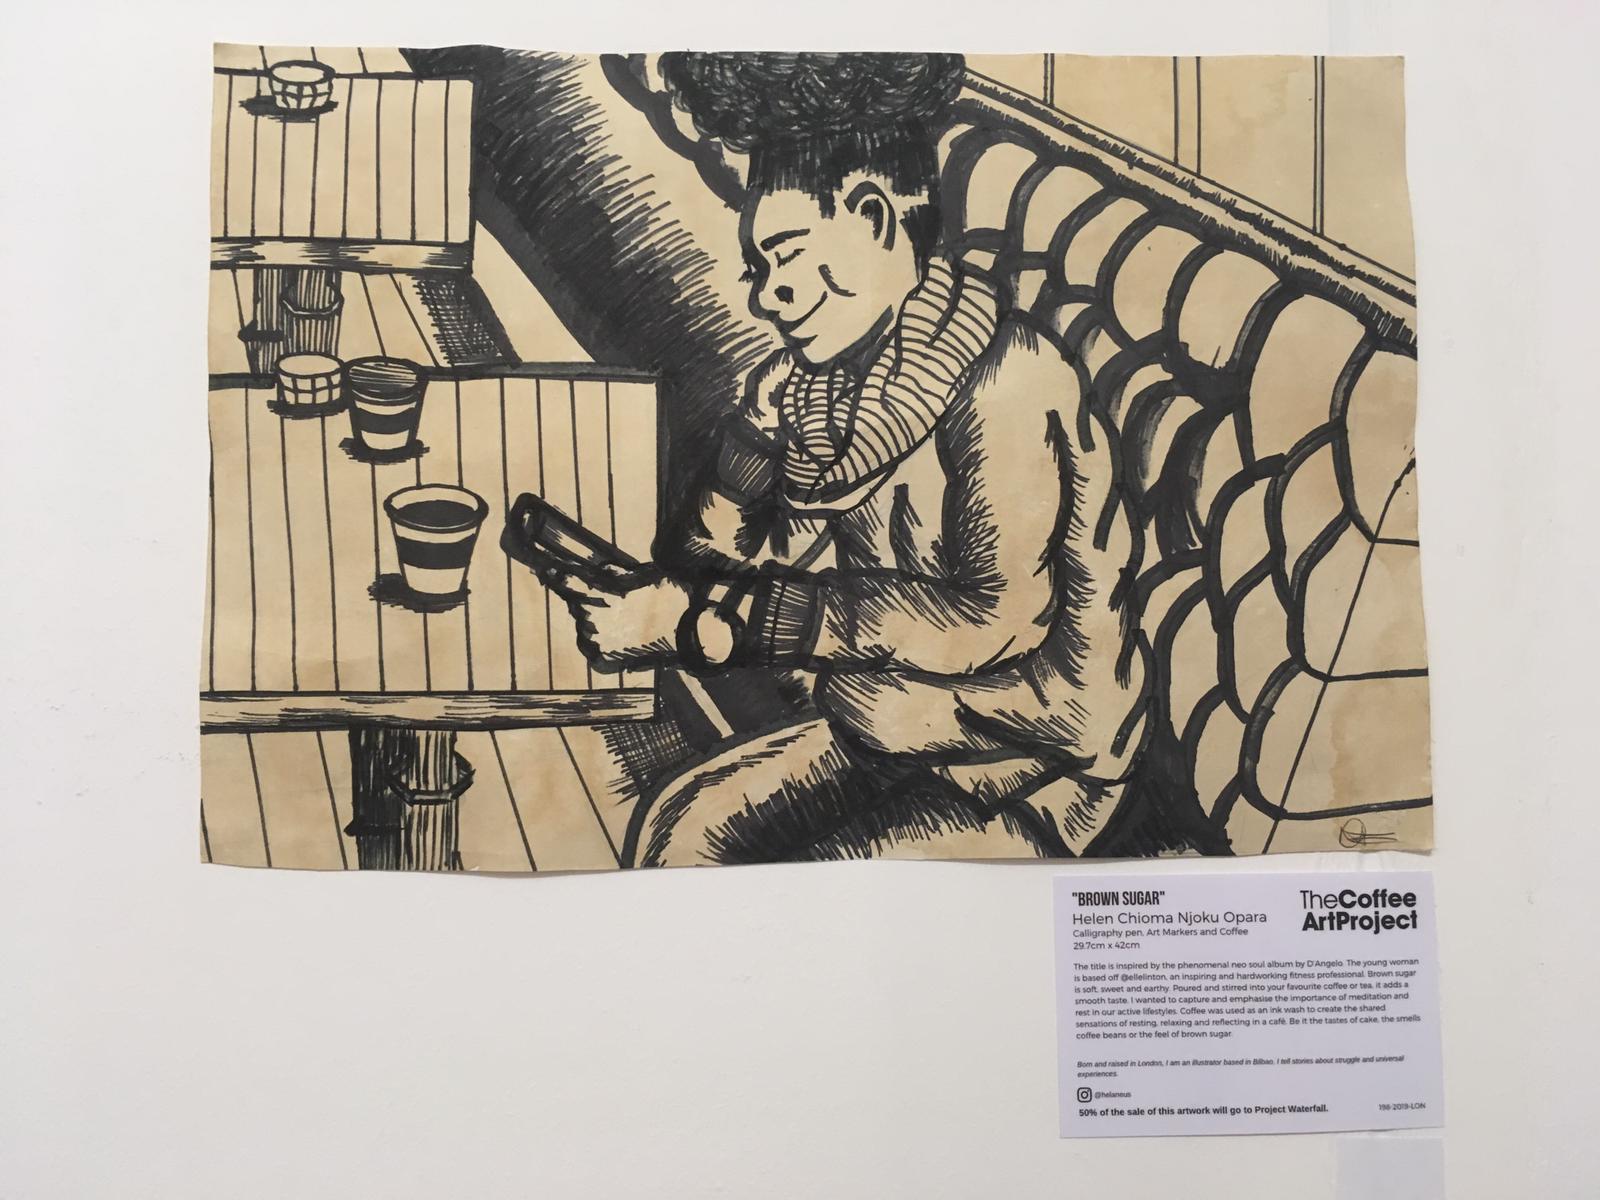 "BROWN SUGAR"
Helen Chioma Njoku Opara
Calligraphy pen, Art Markers and Coffee
29.7cm x 42cm
TheCoffee
ArtProject
The title is inspired by the phenomenal neo soul album by D'Angelo. The young woman
is based off @ellelinton, an inspiring and hardworking fitness professional. Brown sugar
is soft, sweet and earthy. Poured and stirred into your favourite coffee or tea, it adds a
smooth taste. I wanted to capture and emphasise the importance of meditation and
rest in our active lifestyles. Coffee was used as an ink wash to create the shared
sensations of resting, relaxing and reflecting in a café. Be it the tastes of cake, the smells
coffee beans or the feel of brown sugar.
Born and raised in London, I am an illustrator based in Bilbao. I tell stories about struggle and universal
experiences.
@helaneus
50% of the sale of this artwork will go to Project Waterfall.
198-2019-LON